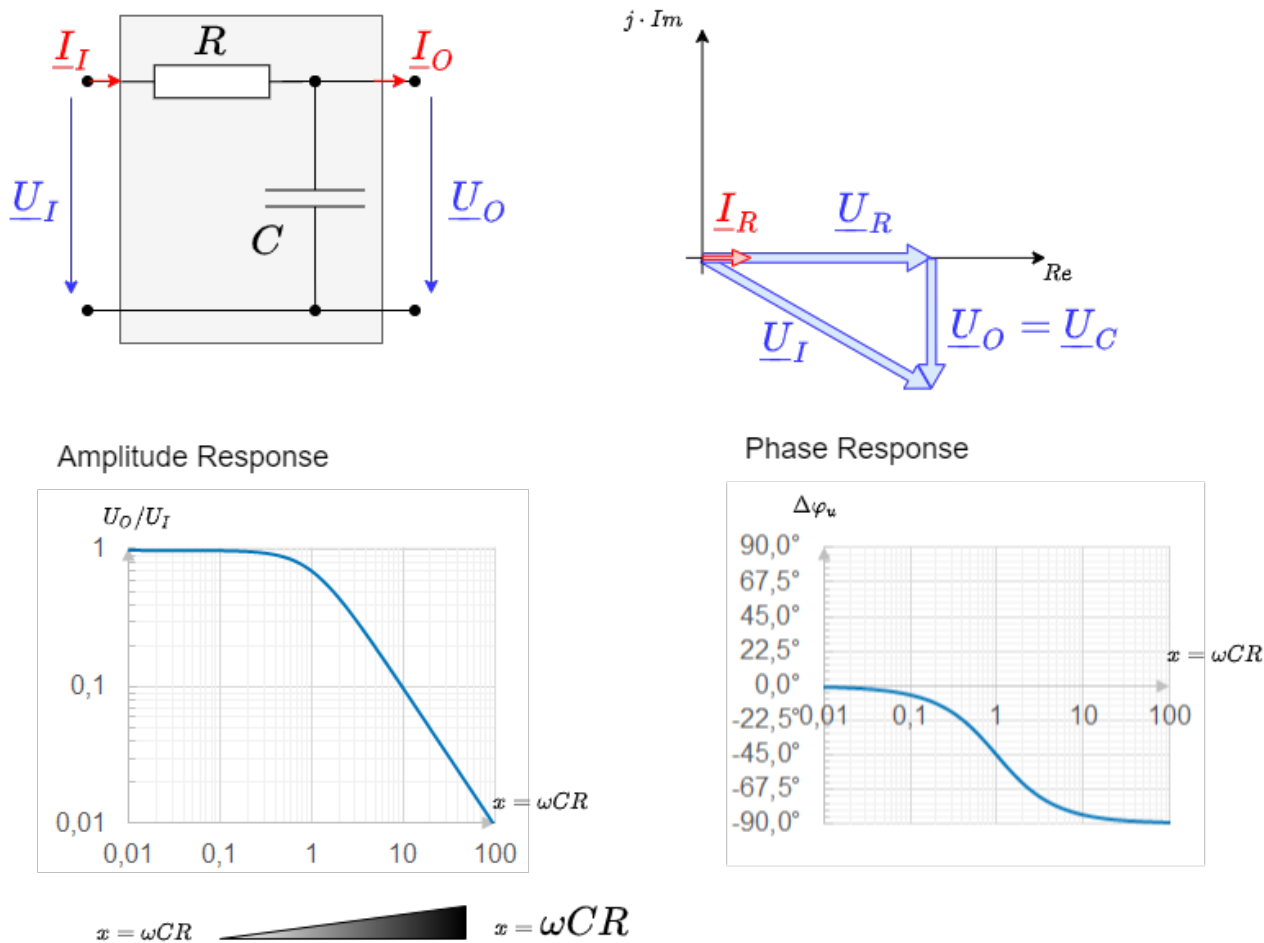 R
I_I
I_O
U_I
U_O
C
j · Im
I_R
U_R
Re
U_I
U_O = U_C
Amplitude Response
U_O/U_I
1
0,1
0,01
0,01 0,1 1 10 100
x = ωCR
Phase Response
Δφ_u
90,0°
67,5°
45,0°
22,5°
0,0°
-22,5°
-45,0°
-67,5°
-90,0°
0,01 0,1 1 10 100
x = ωCR
x = ωCR
x = ωCR